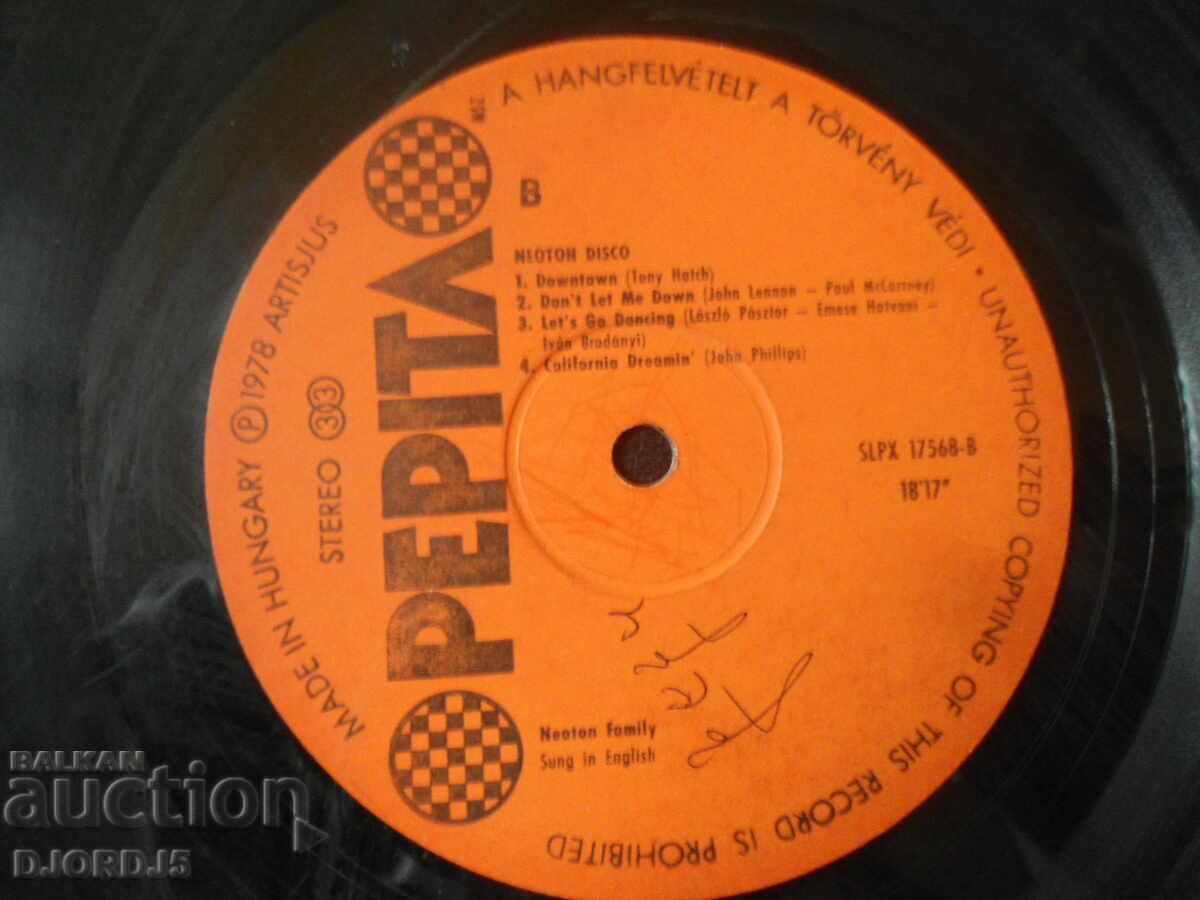 A HANGFELVÉTELT A TÖRVÉNY VÉDI • UNAUTHORIZED COPYING OF THIS RECORD IS PROHIBITED
MADE IN HUNGARY Ⓟ 1978 ARTISJUS
STEREO 33
PEPITA
B
NEOTON DISCO
1. Downtown (Tony Hatch)
2. Don't Let Me Down (John Lennon – Paul McCartney)
3. Let's Go Dancing (László Pásztor – Emese Hatvani –
Iván Bradányi)
4. California Dreamin' (John Phillips)
SLPX 17568-B
18'17"
Neoton Family
Sung in English
BALKAN
auction
DJORDJ5